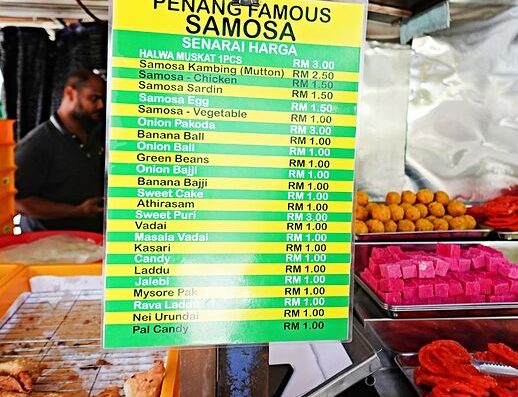 PENANG FAMOUS
SAMOSA
SENARAI HARGA
HALWA MUSKAT 1PCS RM 3.00
Samosa Kambing (Mutton) RM 2.50
Samosa - Chicken RM 1.50
Samosa Sardin RM 1.50
Samosa Egg RM 1.50
Samosa - Vegetable RM 1.00
Onion Pakoda RM 3.00
Banana Ball RM 1.00
Onion Ball RM 1.00
Green Beans RM 1.00
Onion Bajji RM 1.00
Banana Bajji RM 1.00
Sweet Cake RM 1.00
Athirasam RM 1.00
Sweet Puri RM 3.00
Vadai RM 1.00
Masala Vadai RM 1.00
Kasari RM 1.00
Candy RM 1.00
Laddu RM 1.00
Jalebi RM 1.00
Mysore Pak RM 1.00
Rava Laddu RM 1.00
Nei Urundai RM 1.00
Pal Candy RM 1.00